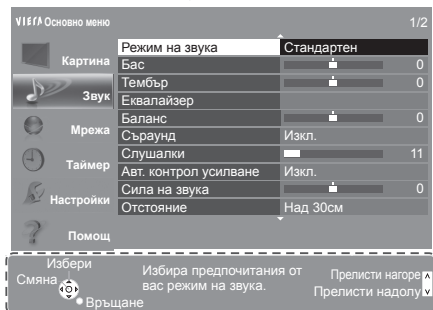 VIErA Основно меню 1/2
Картина
Звук
Мрежа
Таймер
Настройки
Помощ
Режим на звука Стандартен
Бас 0
Тембър 0
Еквалайзер
Баланс 0
Съраунд Изкл.
Слушалки 11
Авт. контрол усилване Изкл.
Сила на звука 0
Отстояние Над 30см
Избери
Смяна
Връщане
Избира предпочитания от
вас режим на звука.
Прелисти нагоре
Прелисти надолу